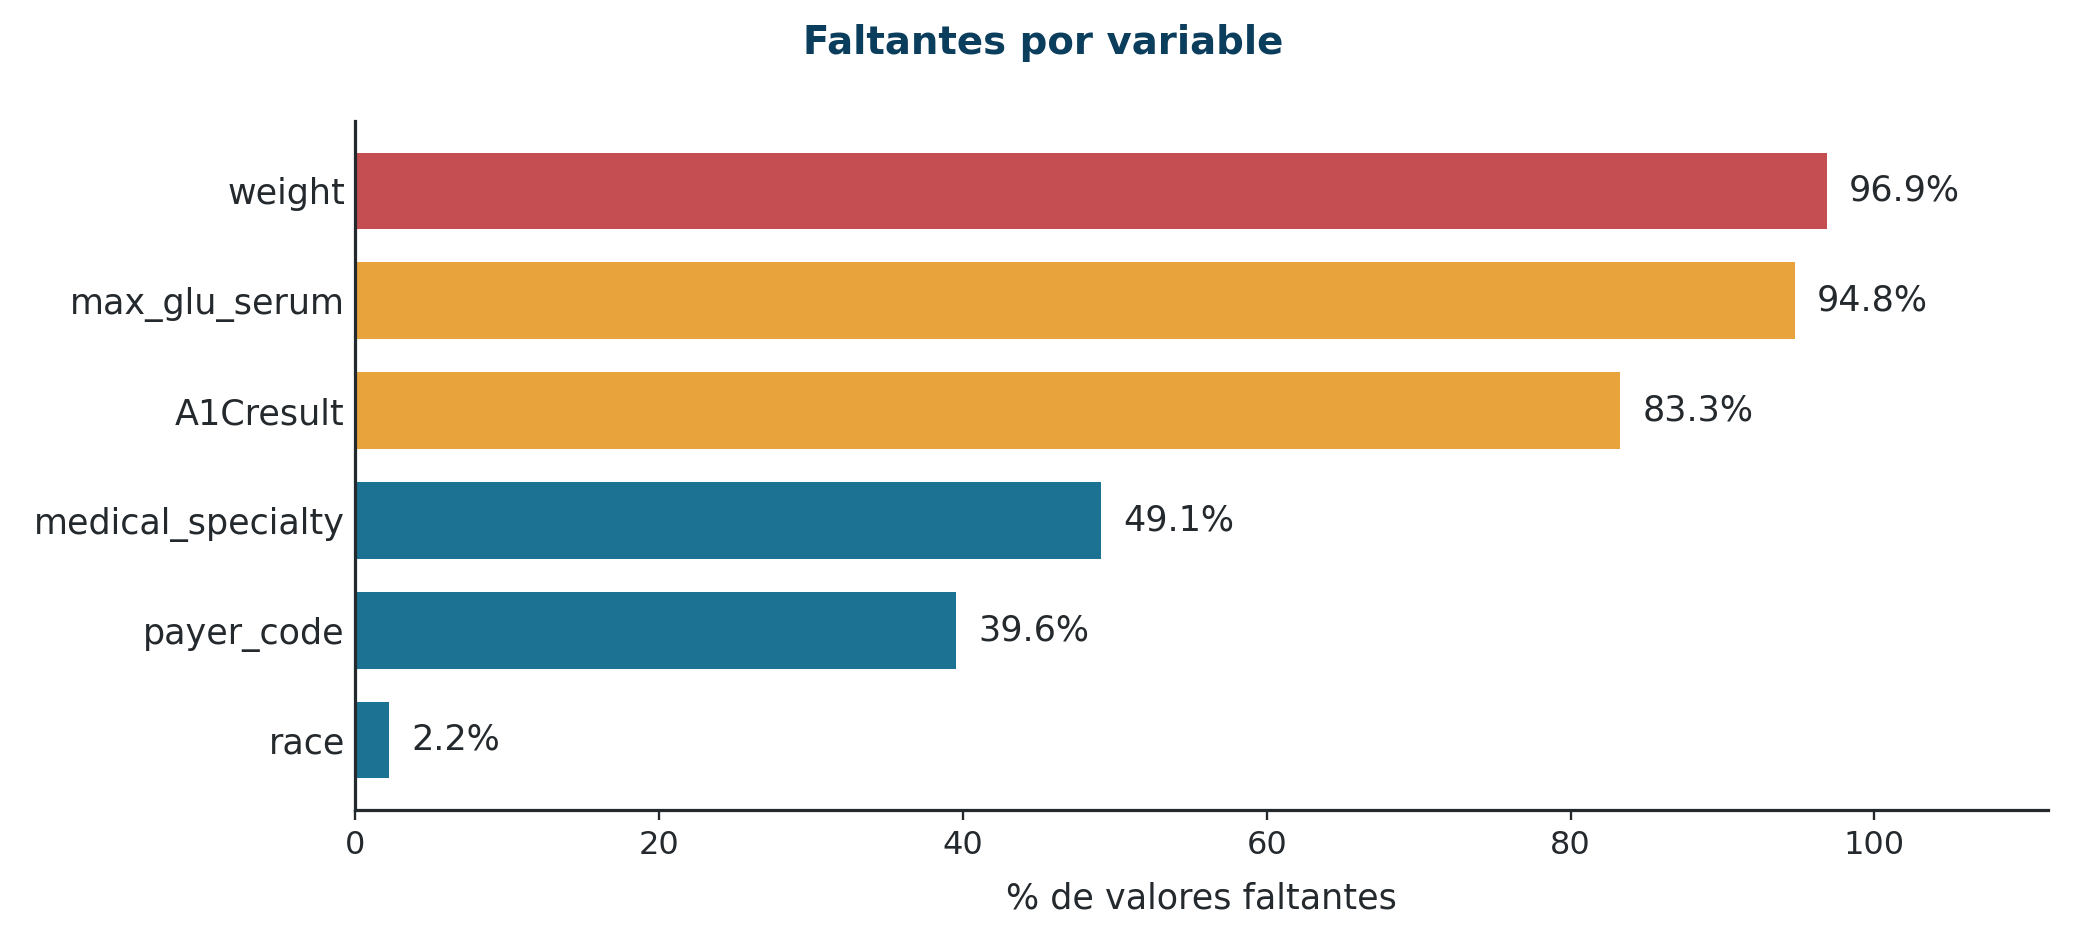 Faltantes por variable
weight 96.9%
max_glu_serum 94.8%
A1Cresult 83.3%
medical_specialty 49.1%
payer_code 39.6%
race 2.2%
0 20 40 60 80 100
% de valores faltantes